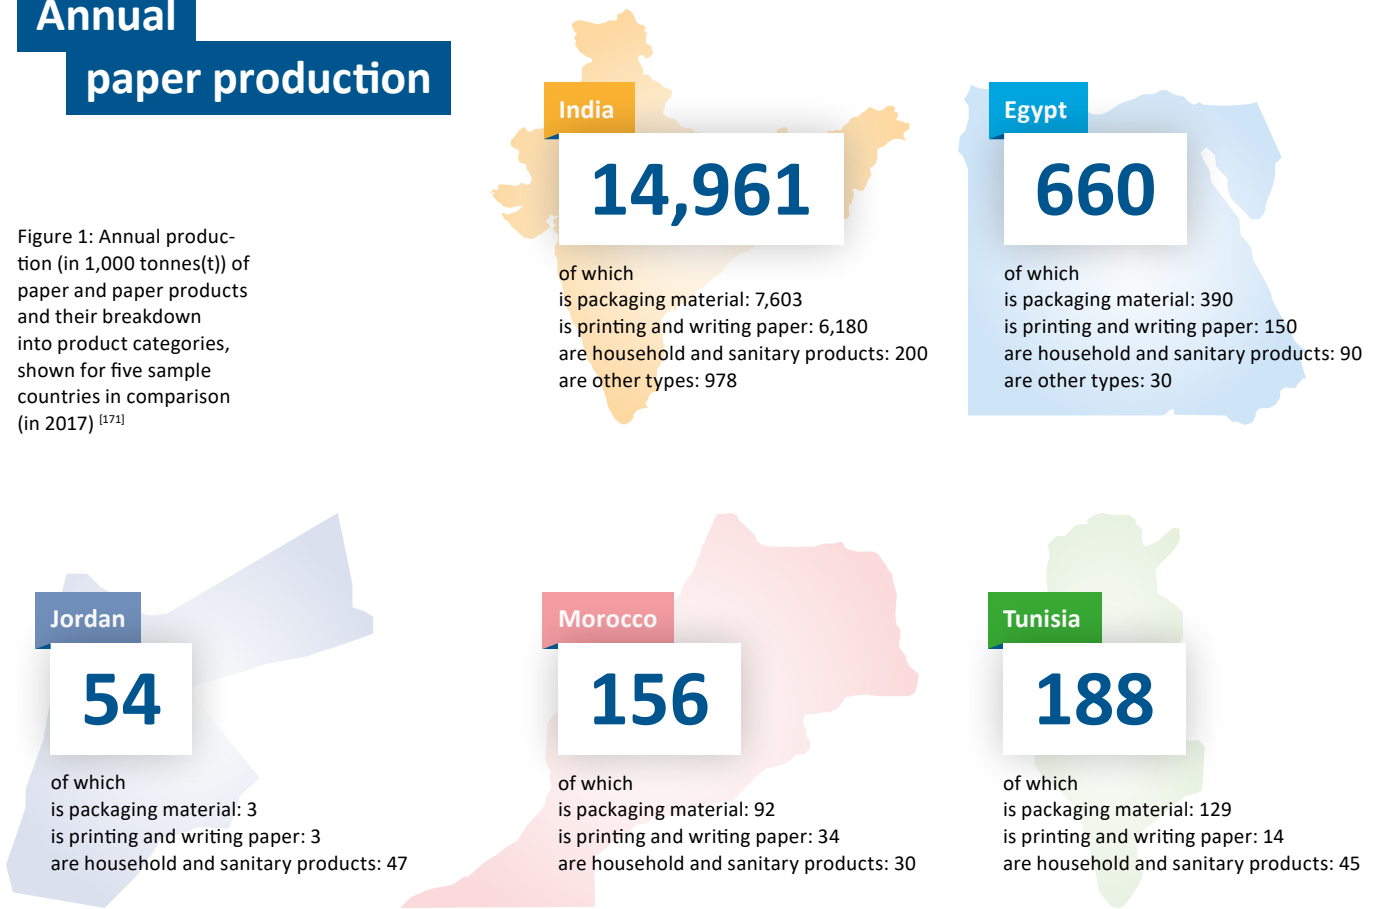 Annual
paper production
Figure 1: Annual produc-
tion (in 1,000 tonnes(t)) of
paper and paper products
and their breakdown
into product categories,
shown for five sample
countries in comparison
(in 2017) [171]
India
14,961
of which
is packaging material: 7,603
is printing and writing paper: 6,180
are household and sanitary products: 200
are other types: 978
Egypt
660
of which
is packaging material: 390
is printing and writing paper: 150
are household and sanitary products: 90
are other types: 30
Jordan
54
of which
is packaging material: 3
is printing and writing paper: 3
are household and sanitary products: 47
Morocco
156
of which
is packaging material: 92
is printing and writing paper: 34
are household and sanitary products: 30
Tunisia
188
of which
is packaging material: 129
is printing and writing paper: 14
are household and sanitary products: 45